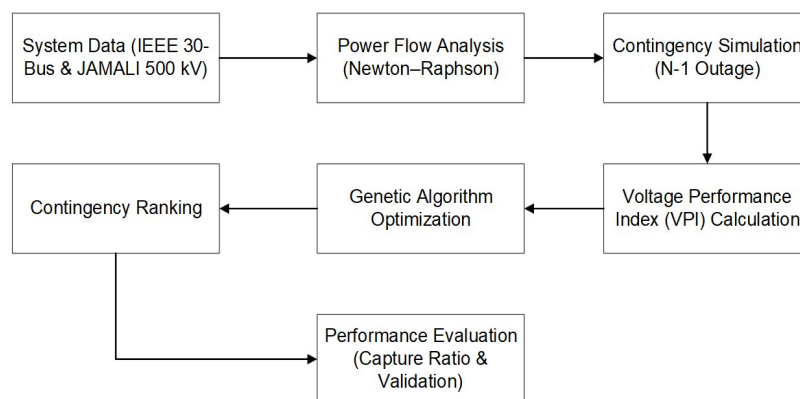 System Data (IEEE 30-
Bus & JAMALI 500 kV)
Power Flow Analysis
(Newton–Raphson)
Contingency Simulation
(N-1 Outage)
Voltage Performance
Index (VPI) Calculation
Genetic Algorithm
Optimization
Contingency Ranking
Performance Evaluation
(Capture Ratio &
Validation)